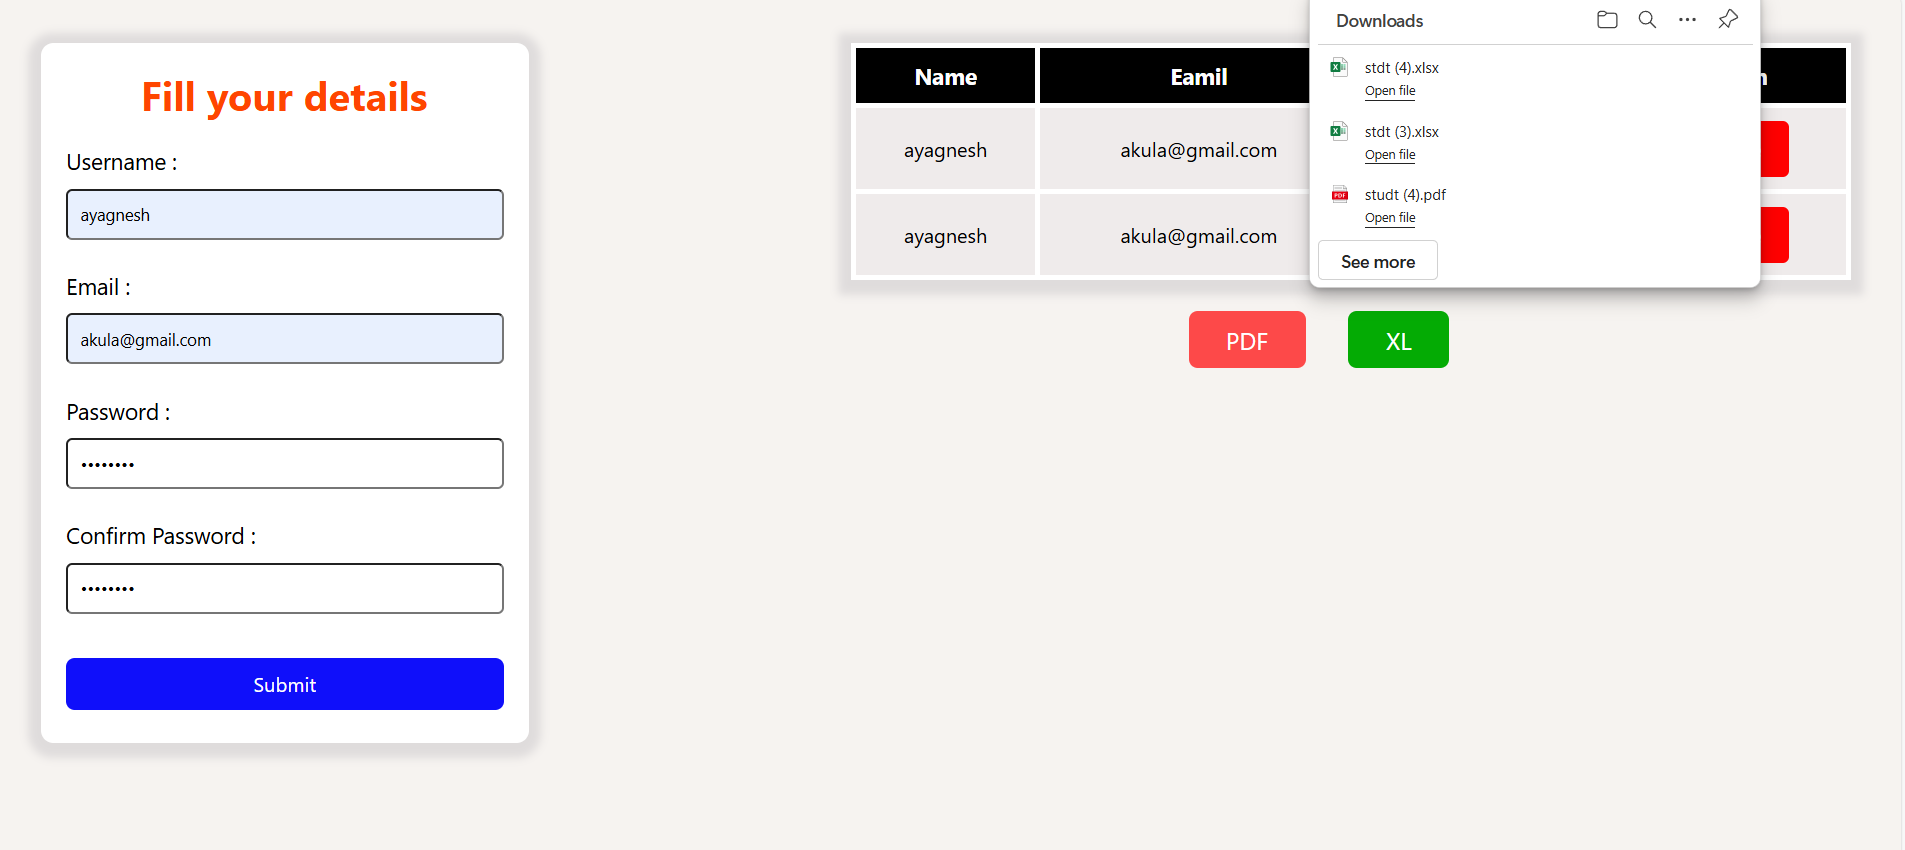 Fill your details
Username :
ayagnesh
Email :
akula@gmail.com
Password :
••••••••
Confirm Password :
••••••••
Submit
Name Eamil
ayagnesh akula@gmail.com
ayagnesh akula@gmail.com
PDF XL
Downloads
stdt (4).xlsx
Open file
stdt (3).xlsx
Open file
studt (4).pdf
Open file
See more